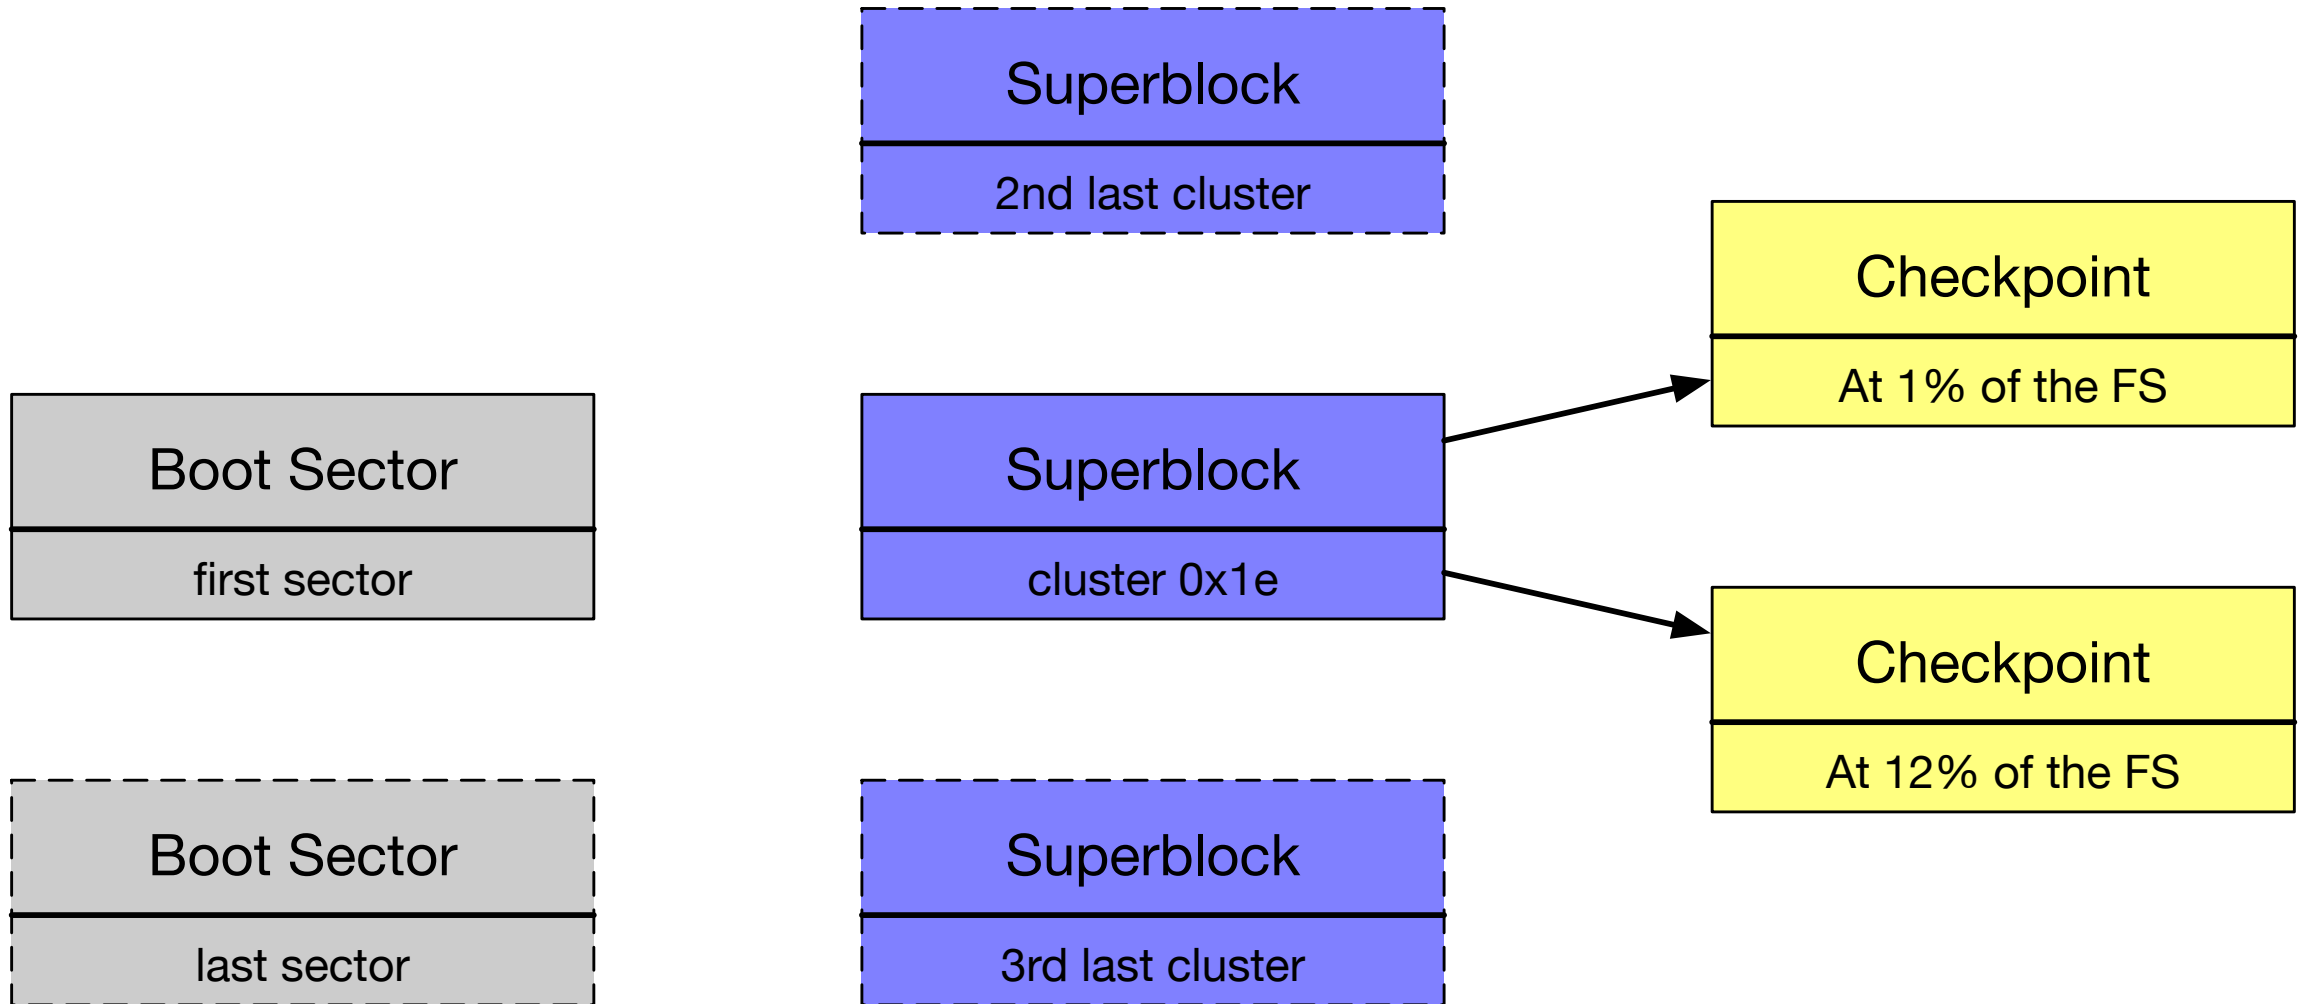 Superblock
2nd last cluster
Checkpoint
At 1% of the FS
Boot Sector
first sector
Superblock
cluster 0x1e
Checkpoint
At 12% of the FS
Boot Sector
last sector
Superblock
3rd last cluster